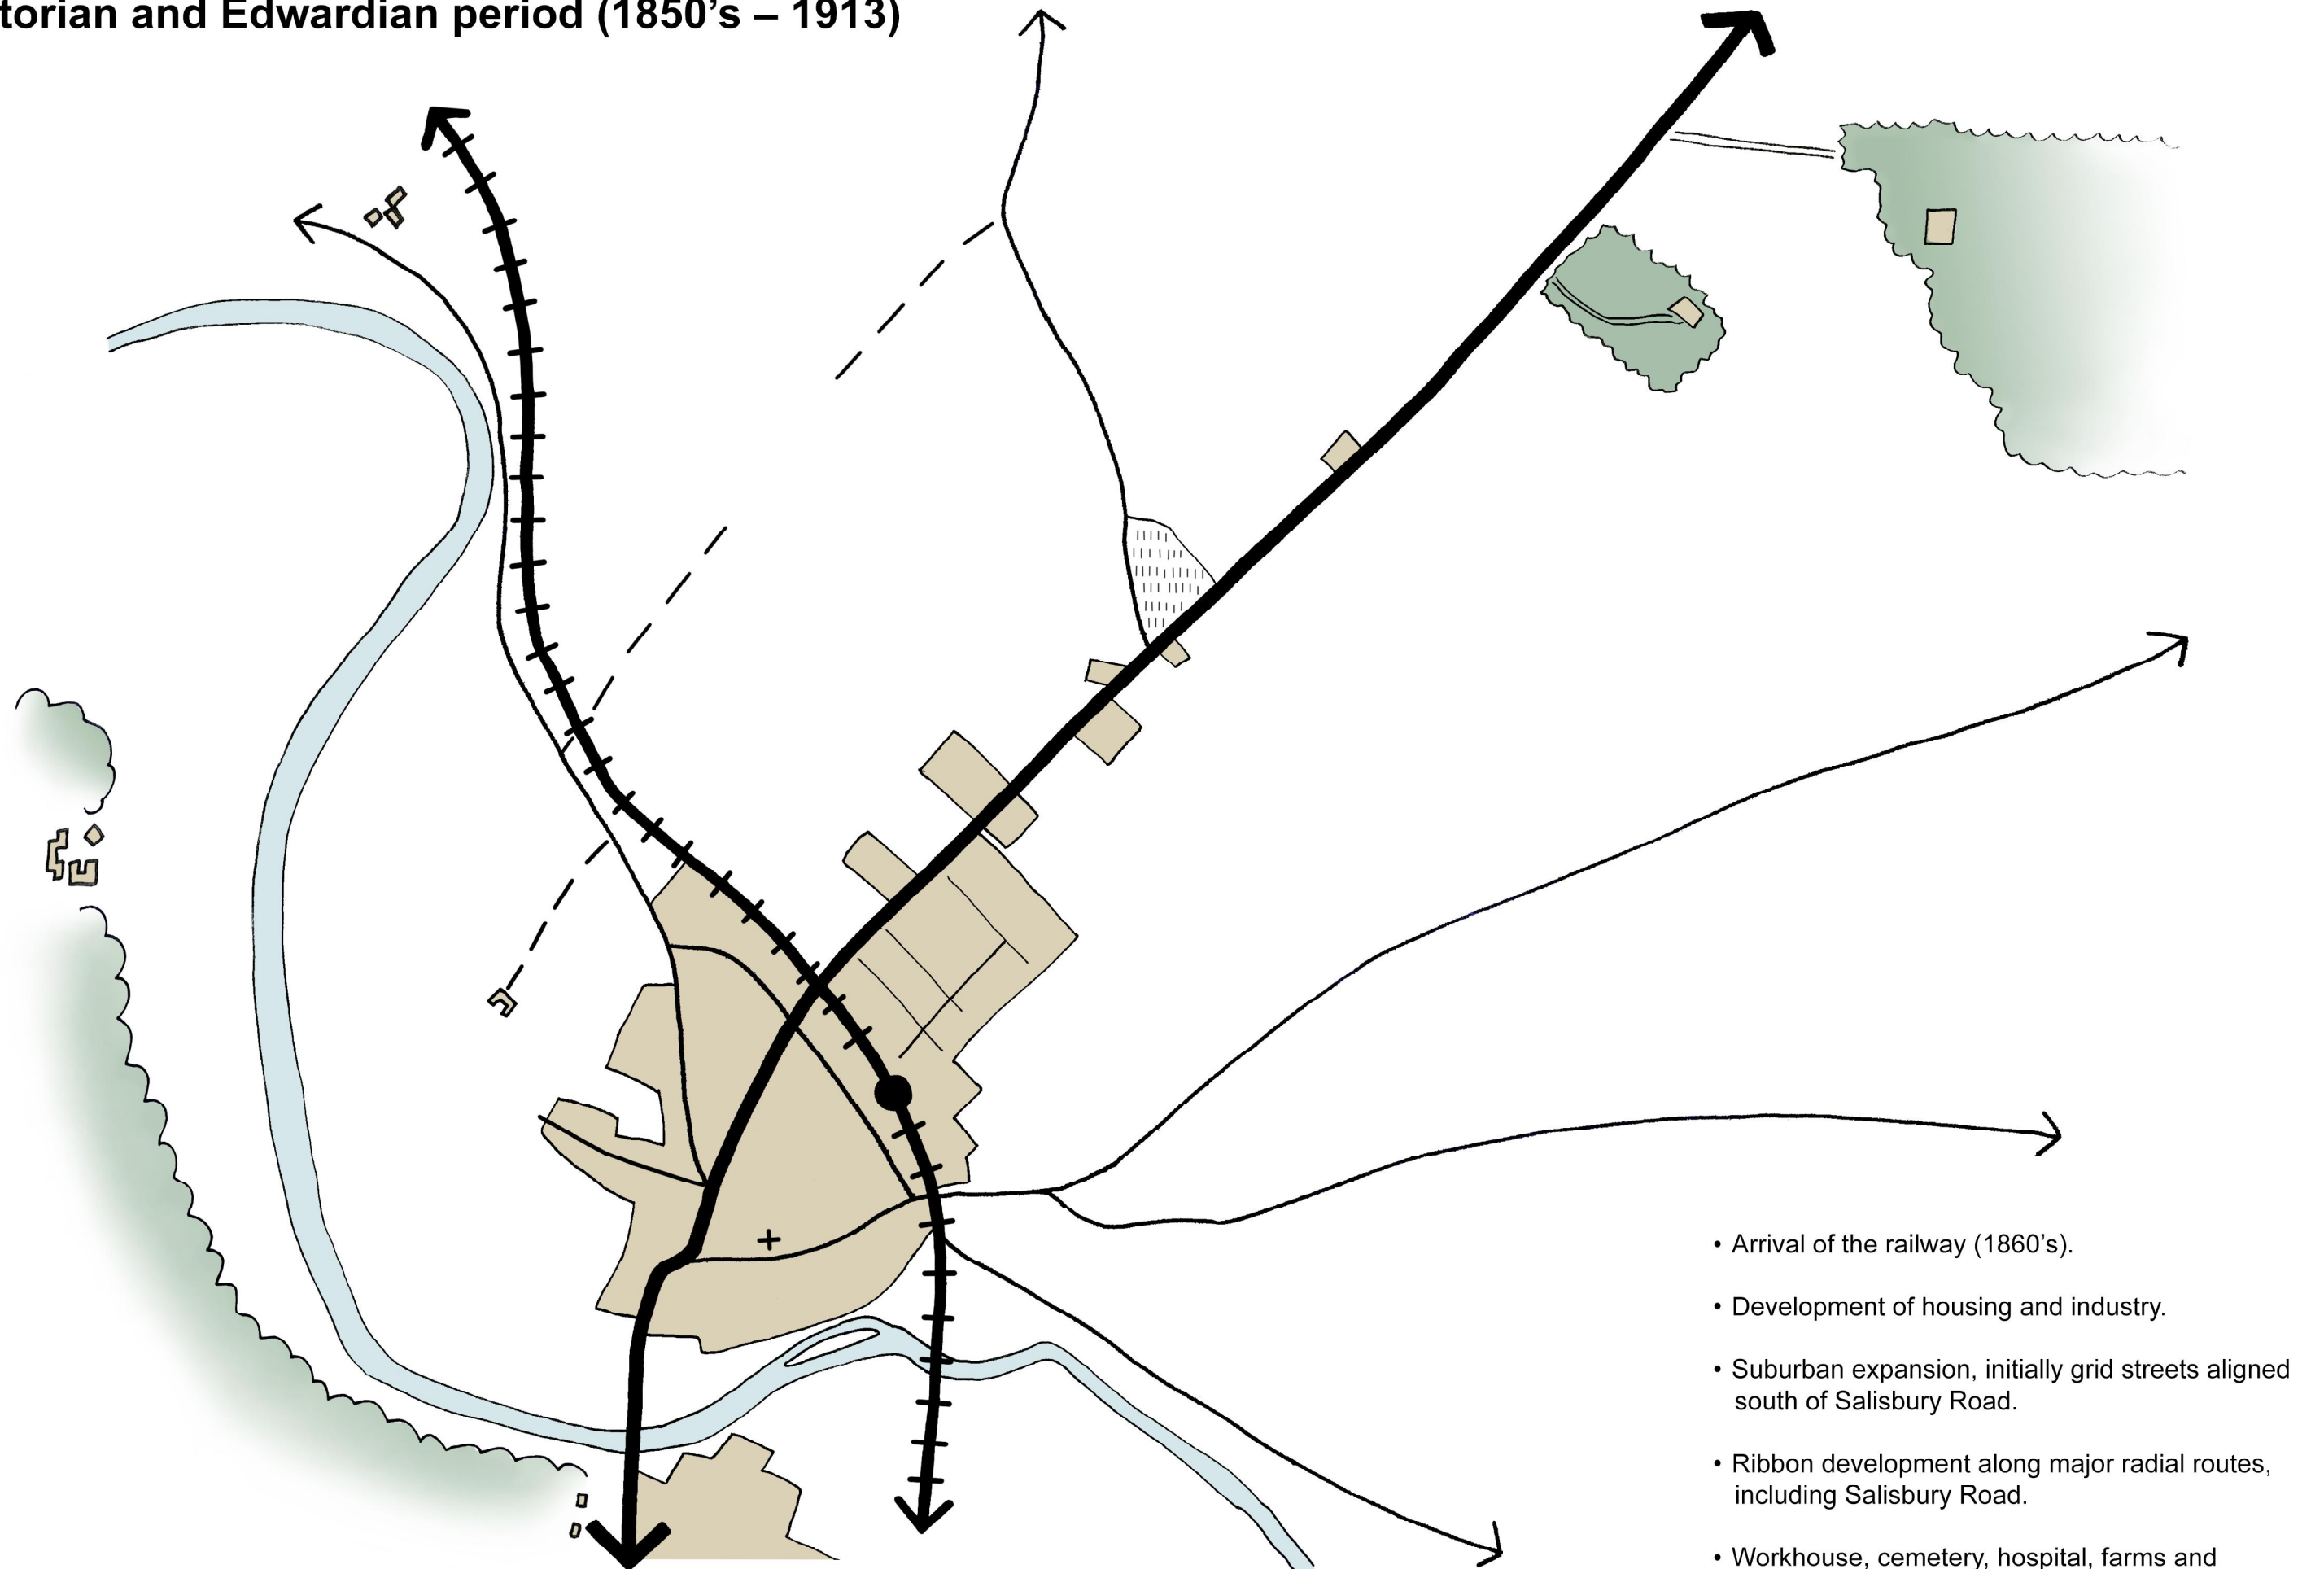 torian and Edwardian period (1850’s – 1913)
• Arrival of the railway (1860’s).
• Development of housing and industry.
• Suburban expansion, initially grid streets aligned
south of Salisbury Road.
• Ribbon development along major radial routes,
including Salisbury Road.
• Workhouse, cemetery, hospital, farms and